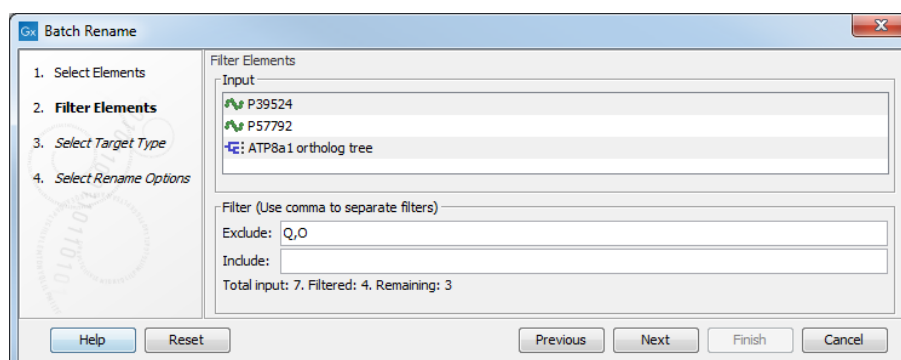 Gx Batch Rename
1. Select Elements
2. Filter Elements
3. Select Target Type
4. Select Rename Options
Filter Elements
Input
P39524
P57792
ATP8a1 ortholog tree
Filter (Use comma to separate filters)
Exclude: Q,O
Include:
Total input: 7. Filtered: 4. Remaining: 3
Help Reset Previous Next Finish Cancel